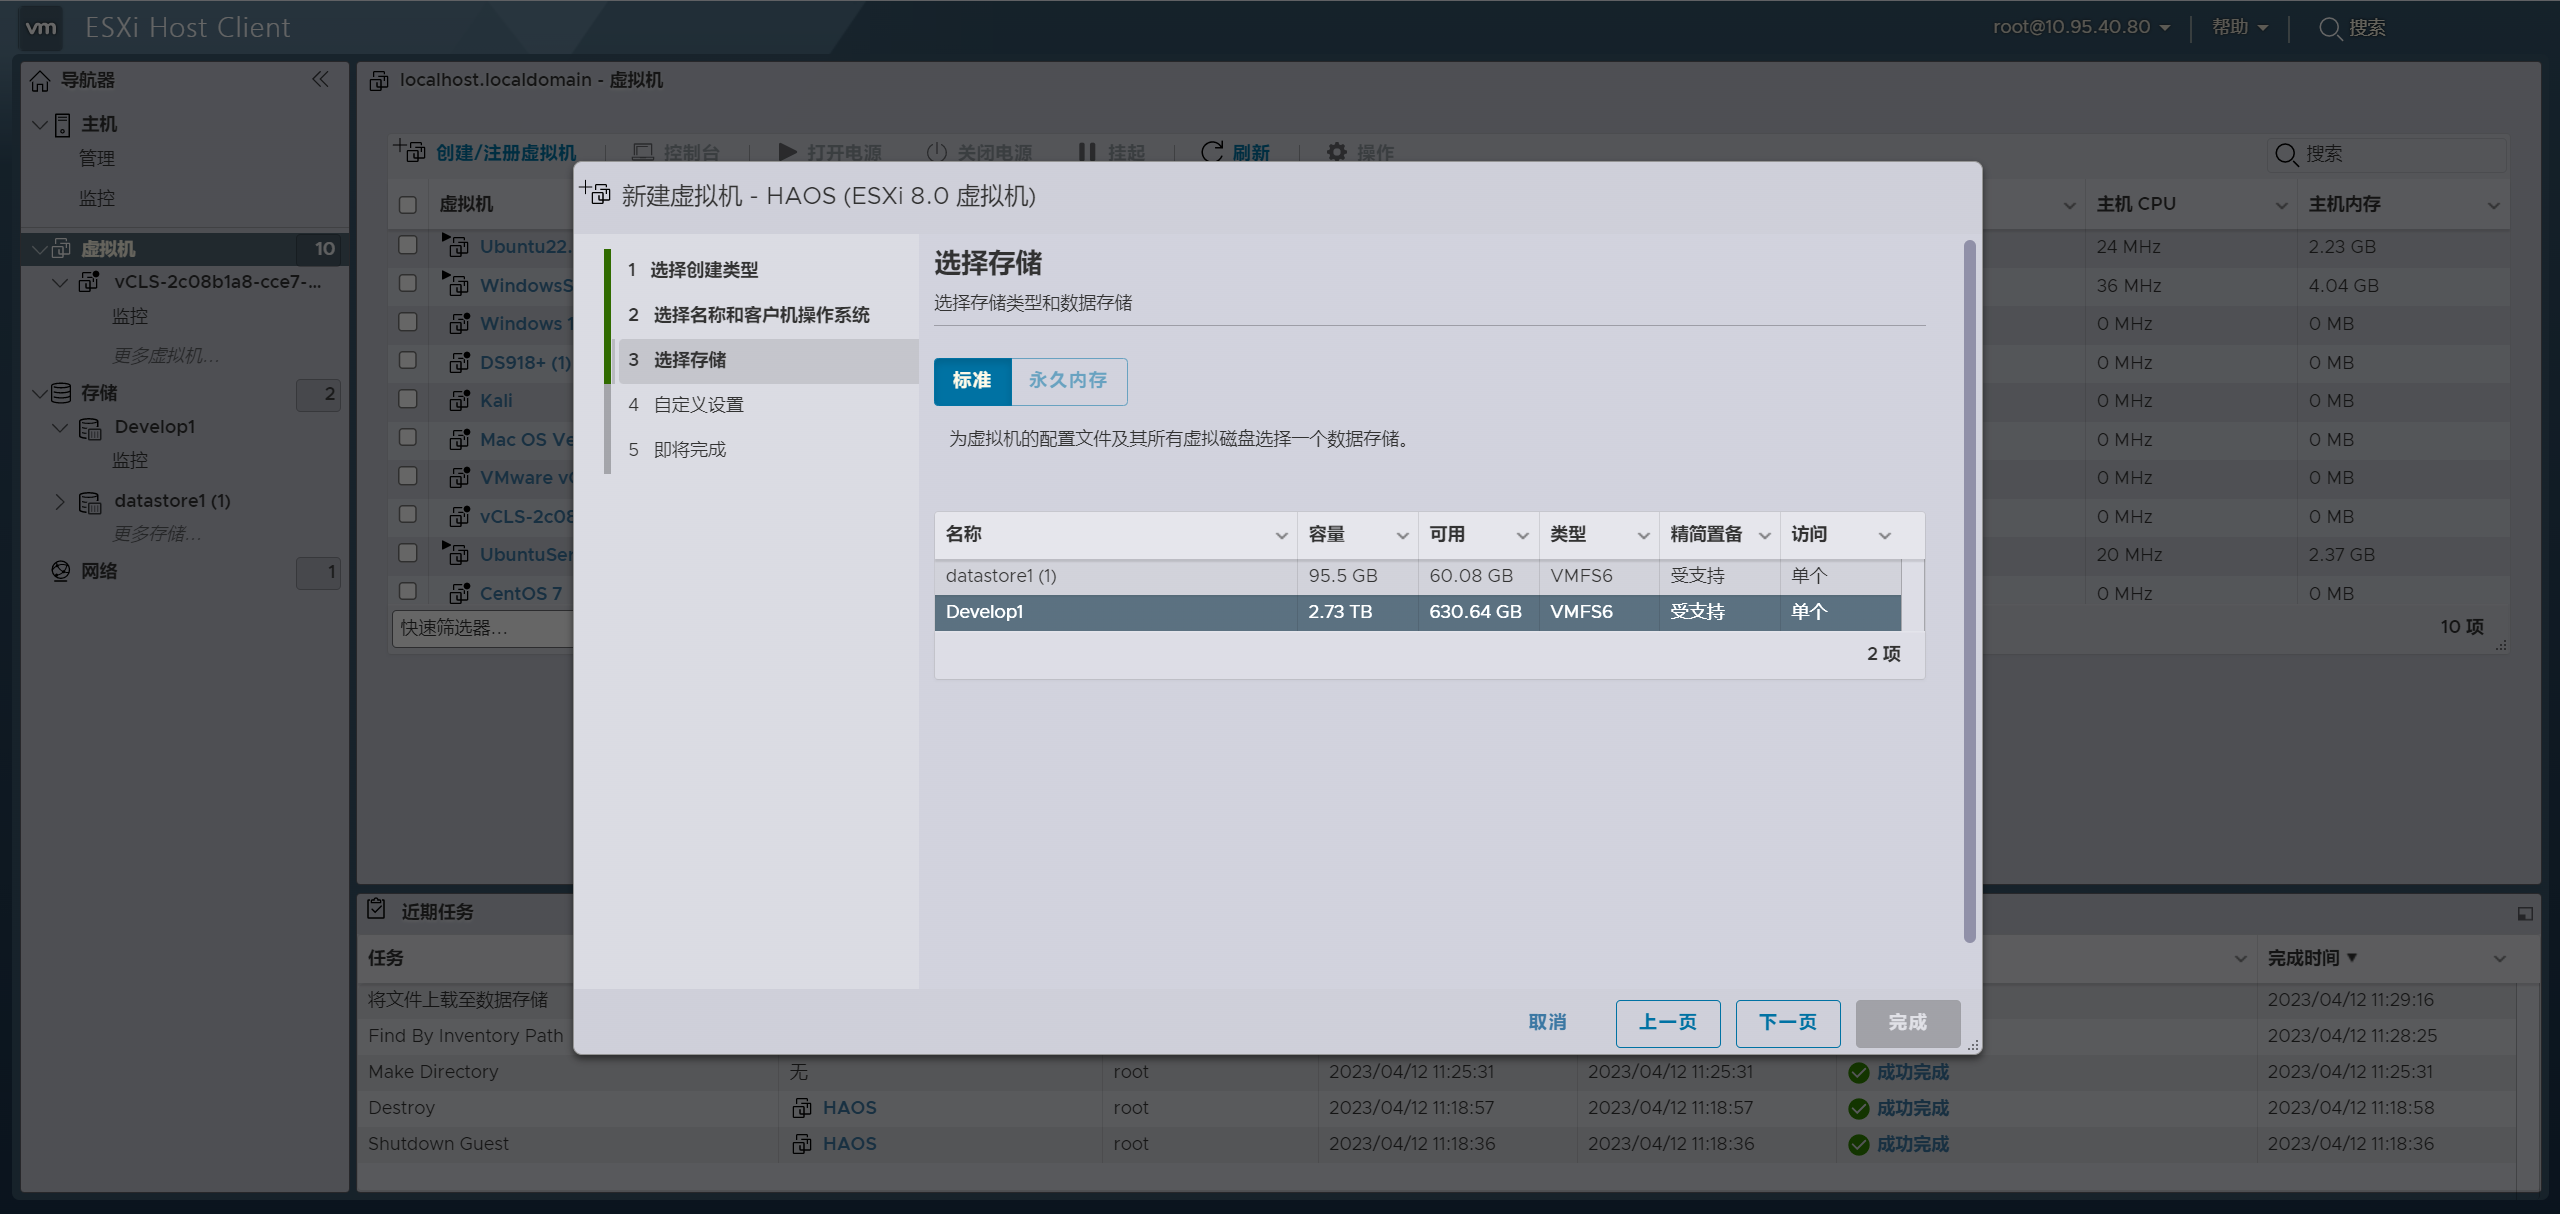 vm ESXi Host Client
root@10.95.40.80
帮助
搜索
导航器
主机
管理
监控
虚拟机 10
vCLS-2c08b1a8-cce7-...
监控
更多虚拟机...
存储 2
Develop1
监控
datastore1 (1)
更多存储...
网络 1
localhost.localdomain - 虚拟机
创建/注册虚拟机 控制台 打开电源 关闭电源 挂起 刷新 操作
搜索
虚拟机 主机 CPU 主机内存
Ubuntu22. 24 MHz 2.23 GB
WindowsS 36 MHz 4.04 GB
Windows 1 0 MHz 0 MB
DS918+ (1) 0 MHz 0 MB
Kali 0 MHz 0 MB
Mac OS Ve 0 MHz 0 MB
VMware vC 0 MHz 0 MB
vCLS-2c08 0 MHz 0 MB
UbuntuSer 20 MHz 2.37 GB
CentOS 7 0 MHz 0 MB
快速筛选器...
10 项
新建虚拟机 - HAOS (ESXi 8.0 虚拟机)
1 选择创建类型
2 选择名称和客户机操作系统
3 选择存储
4 自定义设置
5 即将完成
选择存储
选择存储类型和数据存储
标准 永久内存
为虚拟机的配置文件及其所有虚拟磁盘选择一个数据存储。
名称 容量 可用 类型 精简置备 访问
datastore1 (1) 95.5 GB 60.08 GB VMFS6 受支持 单个
Develop1 2.73 TB 630.64 GB VMFS6 受支持 单个
2 项
取消 上一页 下一页 完成
近期任务
任务 完成时间 ▼
将文件上载至数据存储 2023/04/12 11:29:16
Find By Inventory Path 2023/04/12 11:28:25
Make Directory 无 root 2023/04/12 11:25:31 2023/04/12 11:25:31 成功完成 2023/04/12 11:25:31
Destroy HAOS root 2023/04/12 11:18:57 2023/04/12 11:18:57 成功完成 2023/04/12 11:18:58
Shutdown Guest HAOS root 2023/04/12 11:18:36 2023/04/12 11:18:36 成功完成 2023/04/12 11:18:36